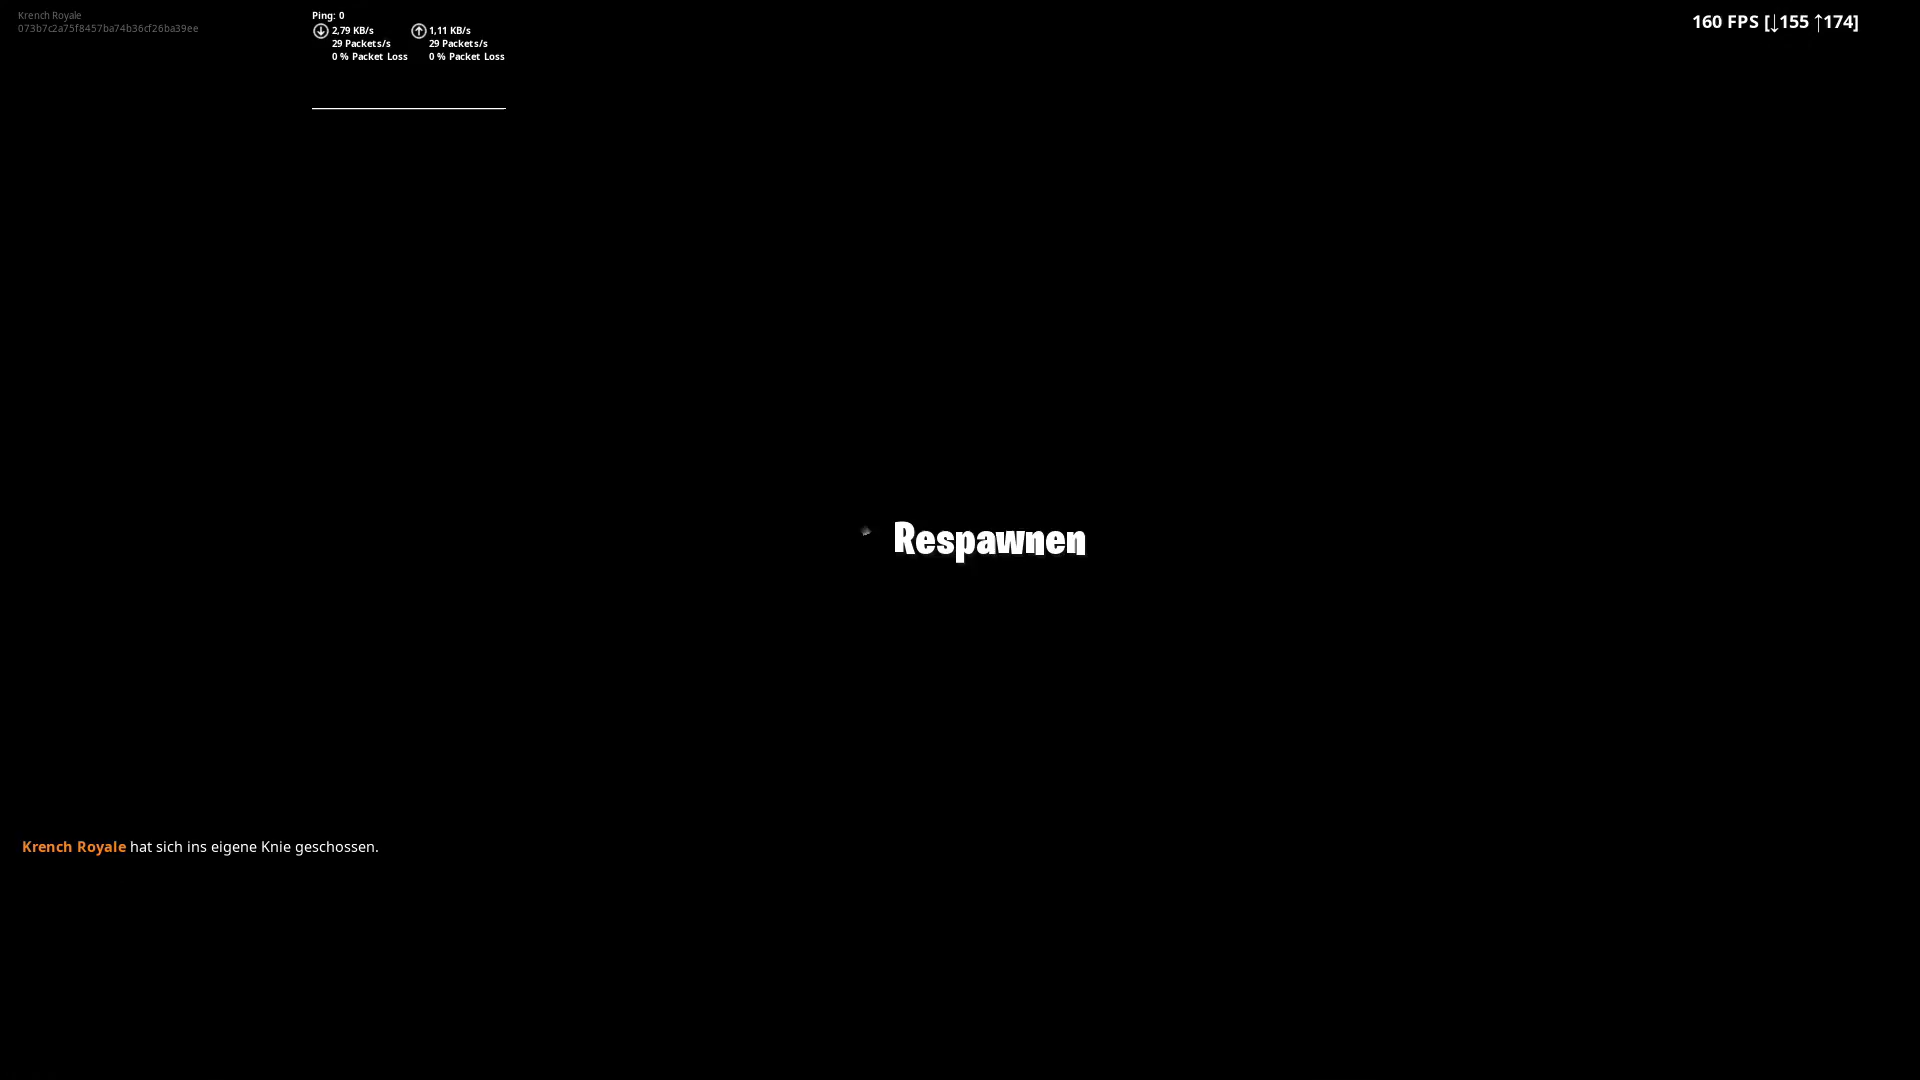 Krench Royale
073b7c2a75f8457ba74b36cf26ba39ee
Ping: 0
2,79 KB/s
29 Packets/s
0 % Packet Loss
1,11 KB/s
29 Packets/s
0 % Packet Loss
160 FPS [↓155 ↑174]
Respawnen
Krench Royale hat sich ins eigene Knie geschossen.